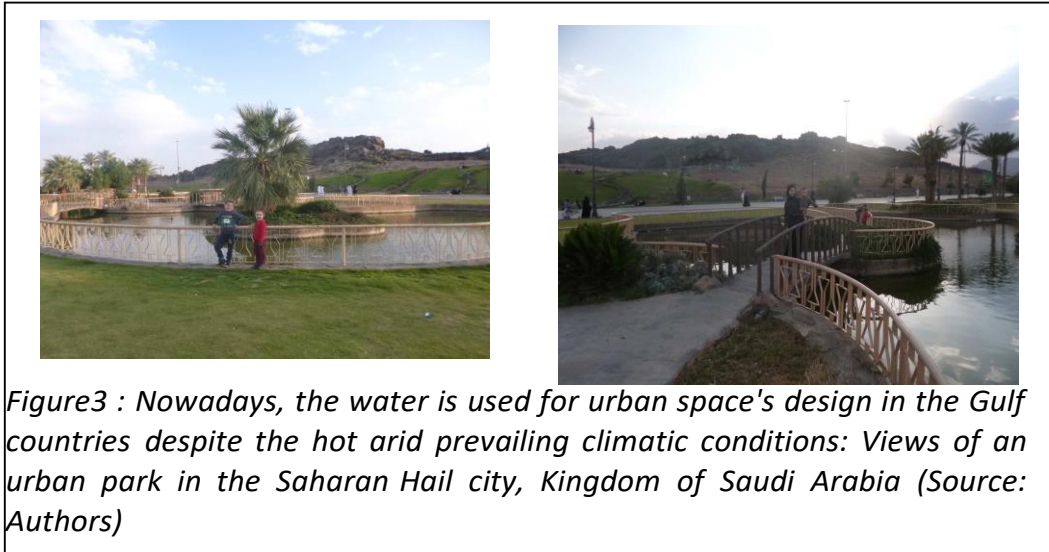 Figure3 : Nowadays, the water is used for urban space's design in the Gulf
countries despite the hot arid prevailing climatic conditions: Views of an
urban park in the Saharan Hail city, Kingdom of Saudi Arabia (Source:
Authors)